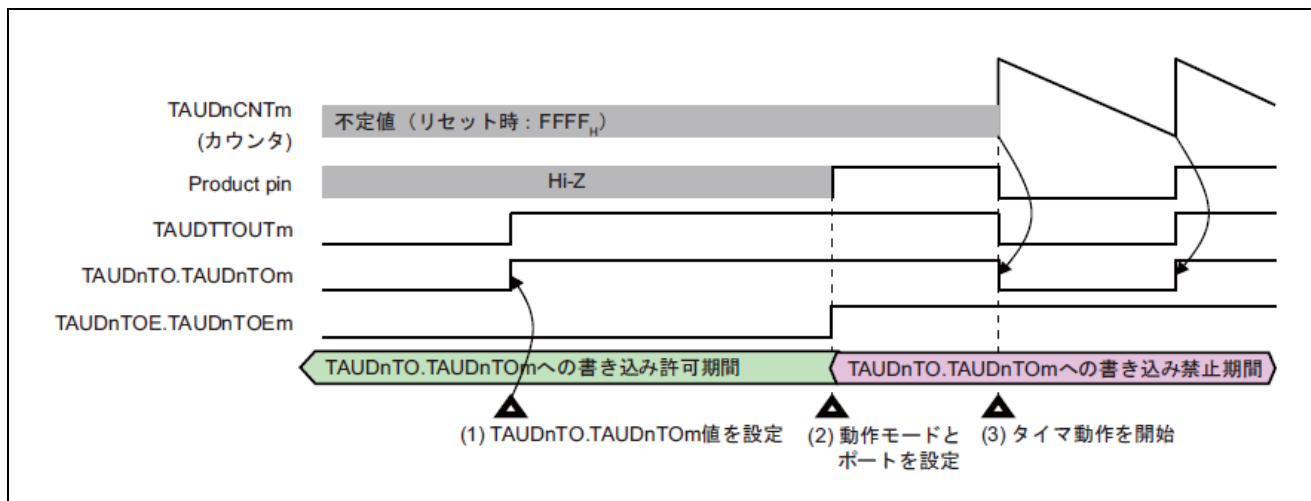 TAUDnCNTm
(カウンタ)
不定値（リセット時：FFFFH）
Product pin
Hi-Z
TAUDTTOUTm
TAUDnTO.TAUDnTOm
TAUDnTOE.TAUDnTOEm
TAUDnTO.TAUDnTOmへの書き込み許可期間
TAUDnTO.TAUDnTOmへの書き込み禁止期間
(1) TAUDnTO.TAUDnTOm値を設定
(2) 動作モードと
ポートを設定
(3) タイマ動作を開始